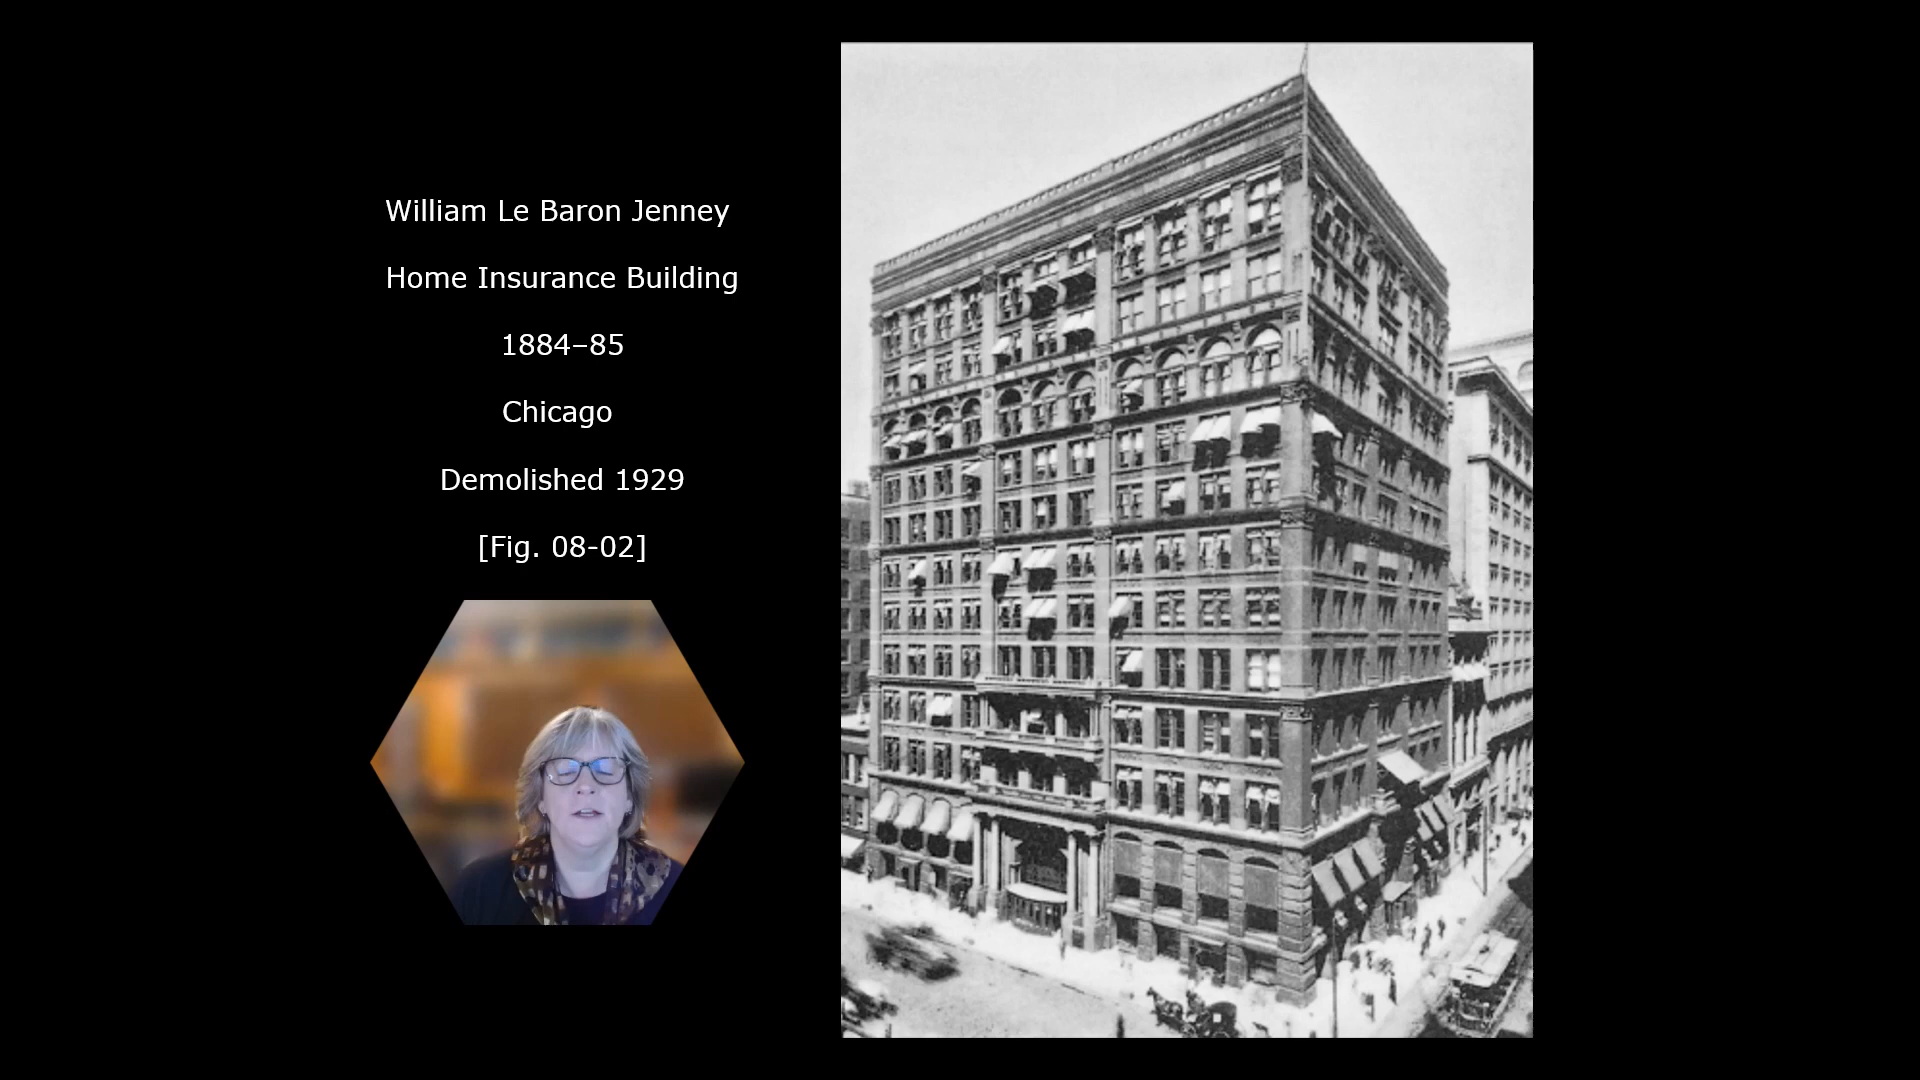 William Le Baron Jenney
Home Insurance Building
1884–85
Chicago
Demolished 1929
[Fig. 08-02]